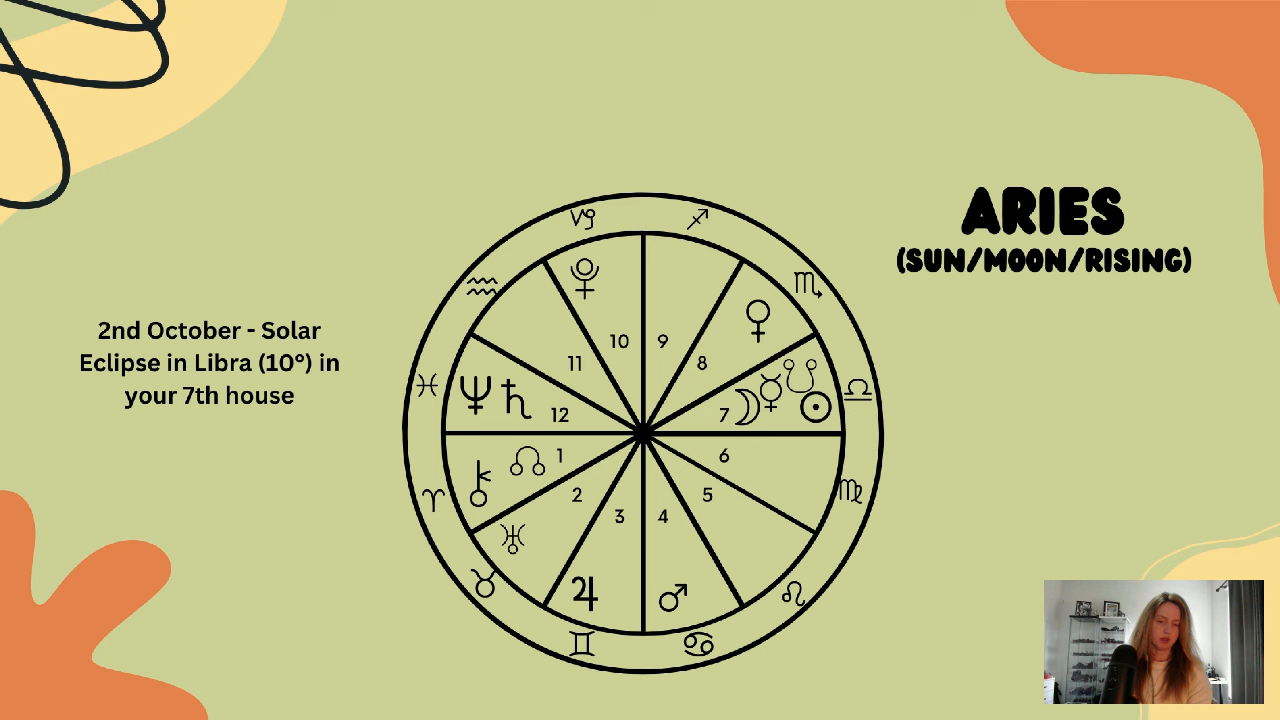 ARIES
(SUN/MOON/RISING)
2nd October - Solar
Eclipse in Libra (10°) in
your 7th house
♑ ♐
♒ ♏
♇
♀
10 9
11 8
♓ ♆ ♄ 12 7 ☽ ☿ ☋ ☉ ♎
♈ ⚷ ☊ 1 6 ♍
2 5
3 4
♅
♉ ♃ ♂ ♌
♊ ♋